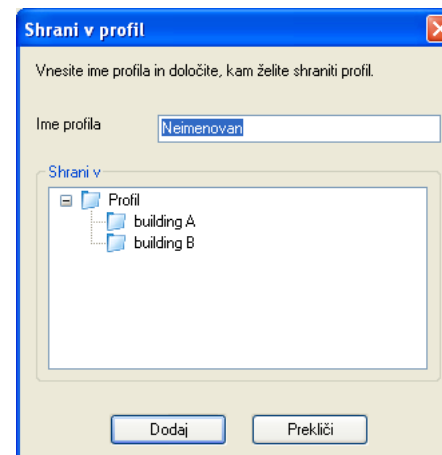 Shrani v profil
Vnesite ime profila in določite, kam želite shraniti profil.
Ime profila Neimenovan
Shrani v
Profil
building A
building B
Dodaj Prekliči